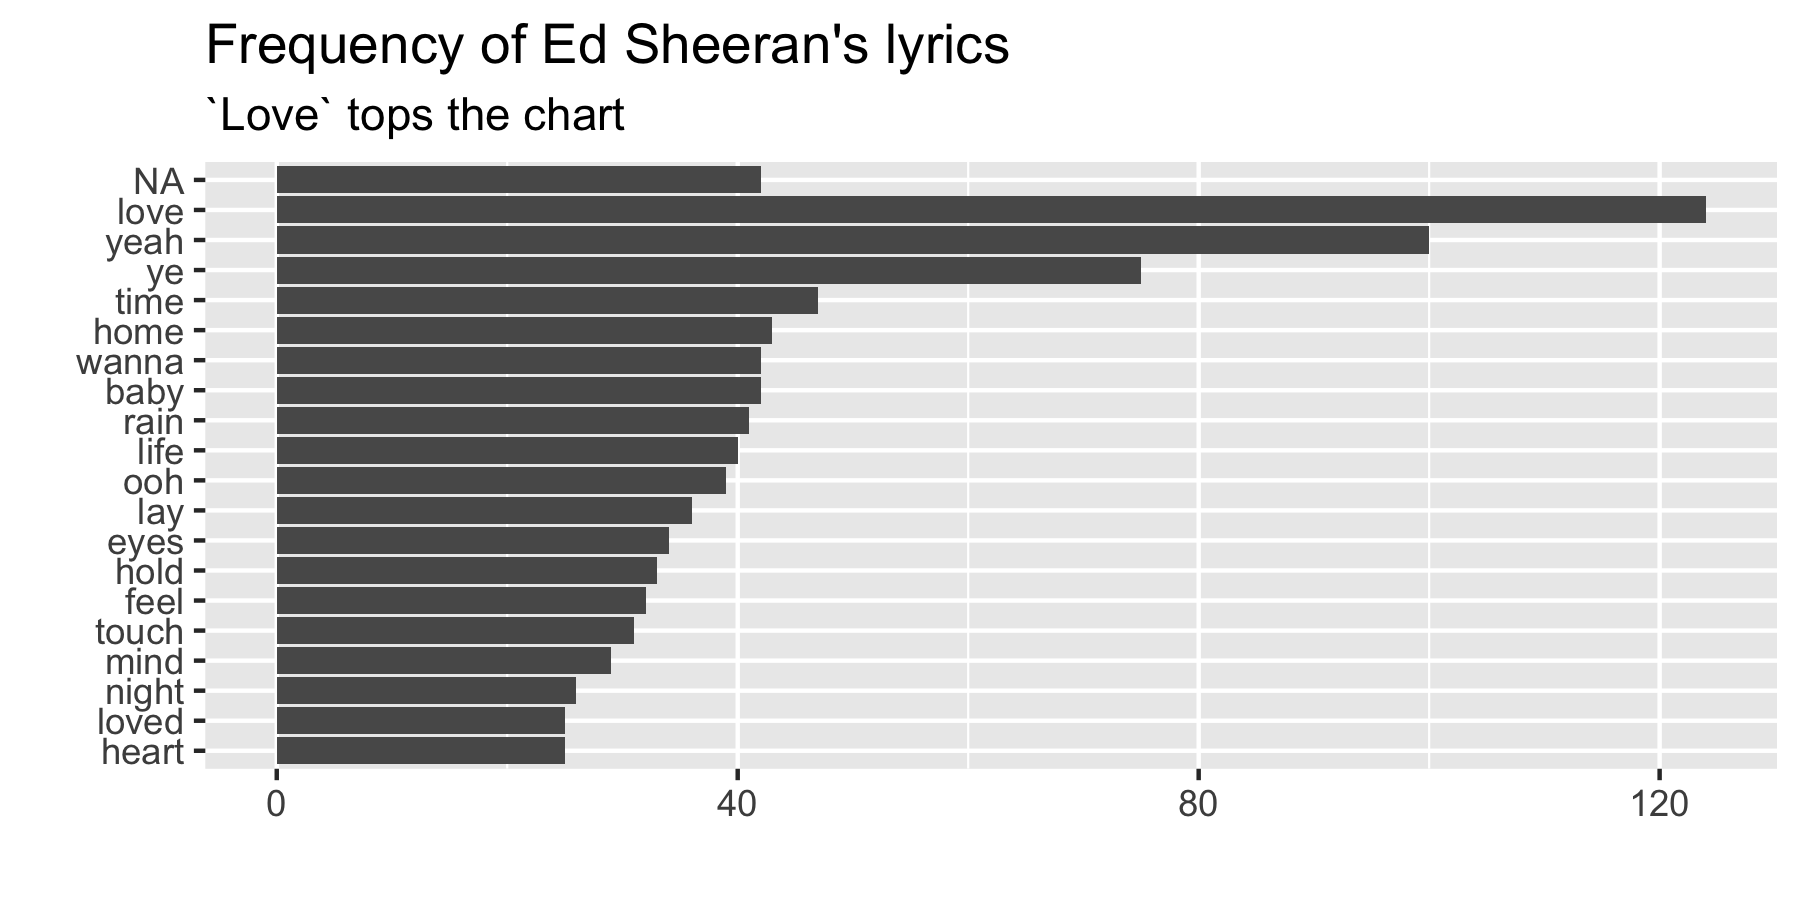 Frequency of Ed Sheeran's lyrics
`Love` tops the chart
NA
love
yeah
ye
time
home
wanna
baby
rain
life
ooh
lay
eyes
hold
feel
touch
mind
night
loved
heart
0 40 80 120